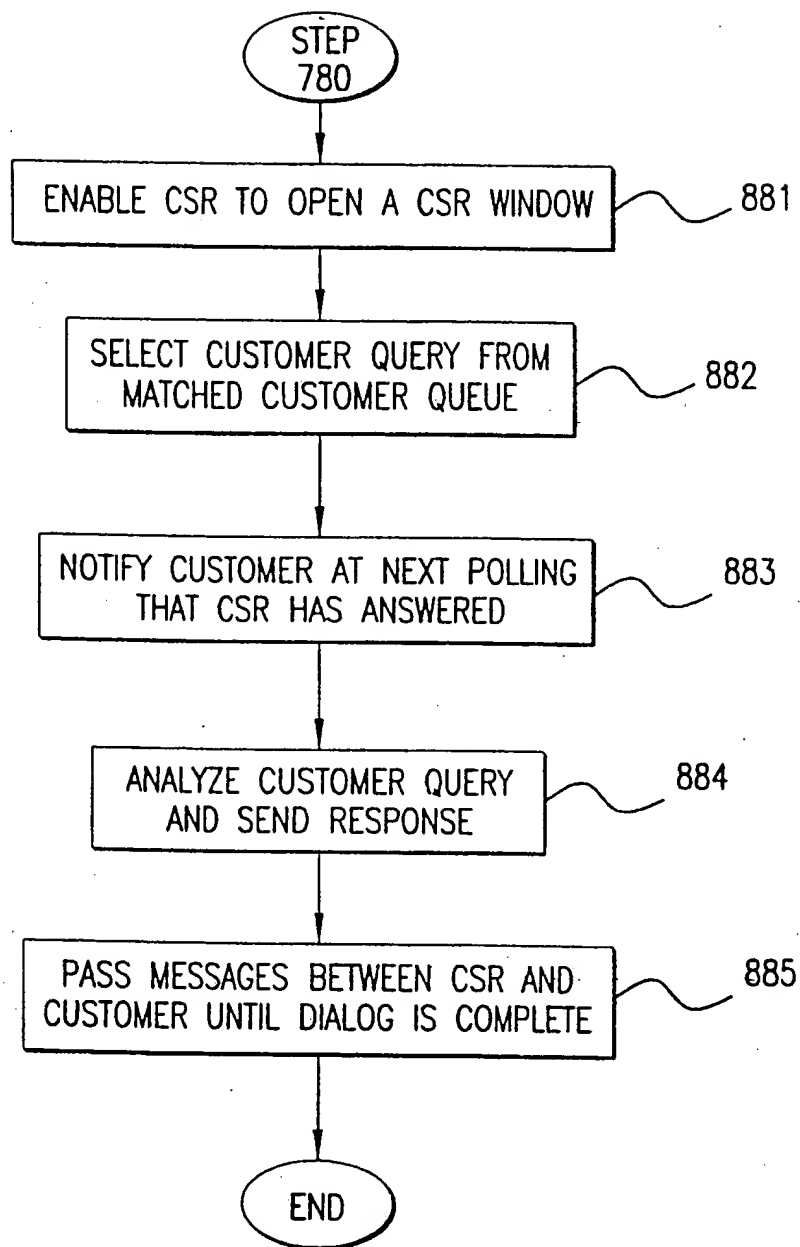 STEP
780
ENABLE CSR TO OPEN A CSR WINDOW
881
SELECT CUSTOMER QUERY FROM
MATCHED CUSTOMER QUEUE
882
NOTIFY CUSTOMER AT NEXT POLLING
THAT CSR HAS ANSWERED
883
ANALYZE CUSTOMER QUERY
AND SEND RESPONSE
884
PASS MESSAGES BETWEEN CSR AND
CUSTOMER UNTIL DIALOG IS COMPLETE
885
END